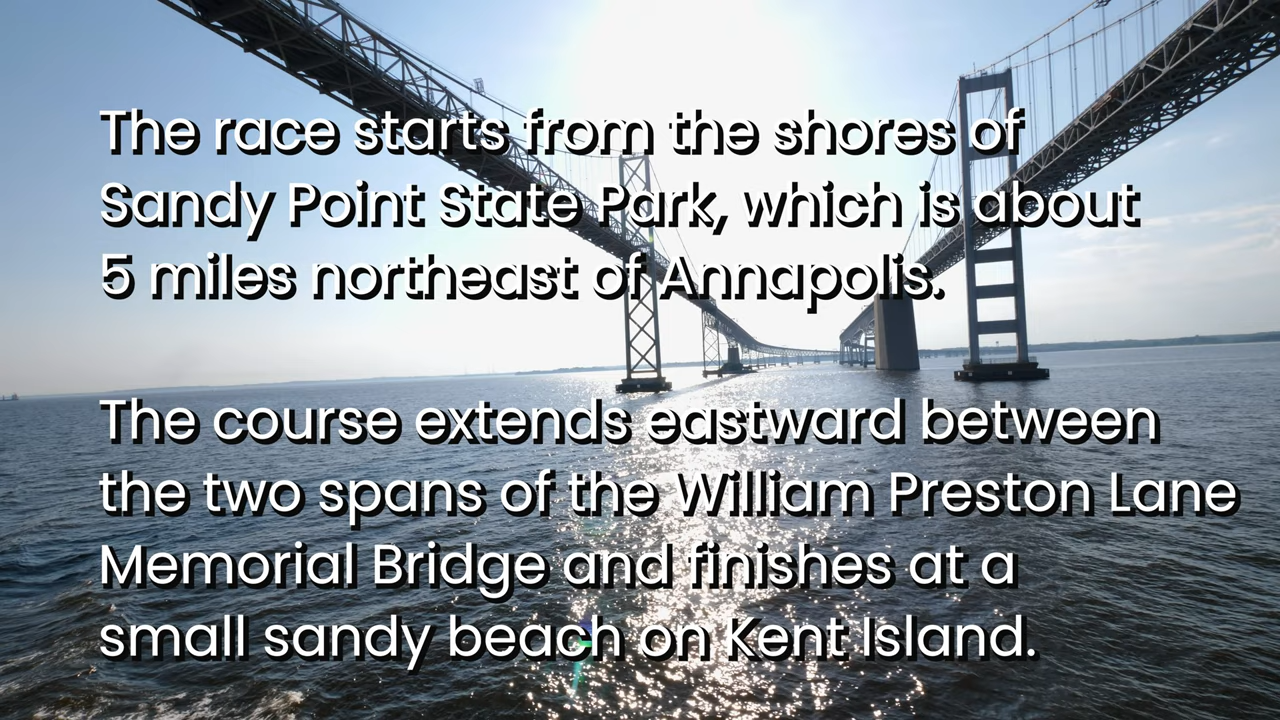 The race starts from the shores of
Sandy Point State Park, which is about
5 miles northeast of Annapolis.
The course extends eastward between
the two spans of the William Preston Lane
Memorial Bridge and finishes at a
small sandy beach on Kent Island.